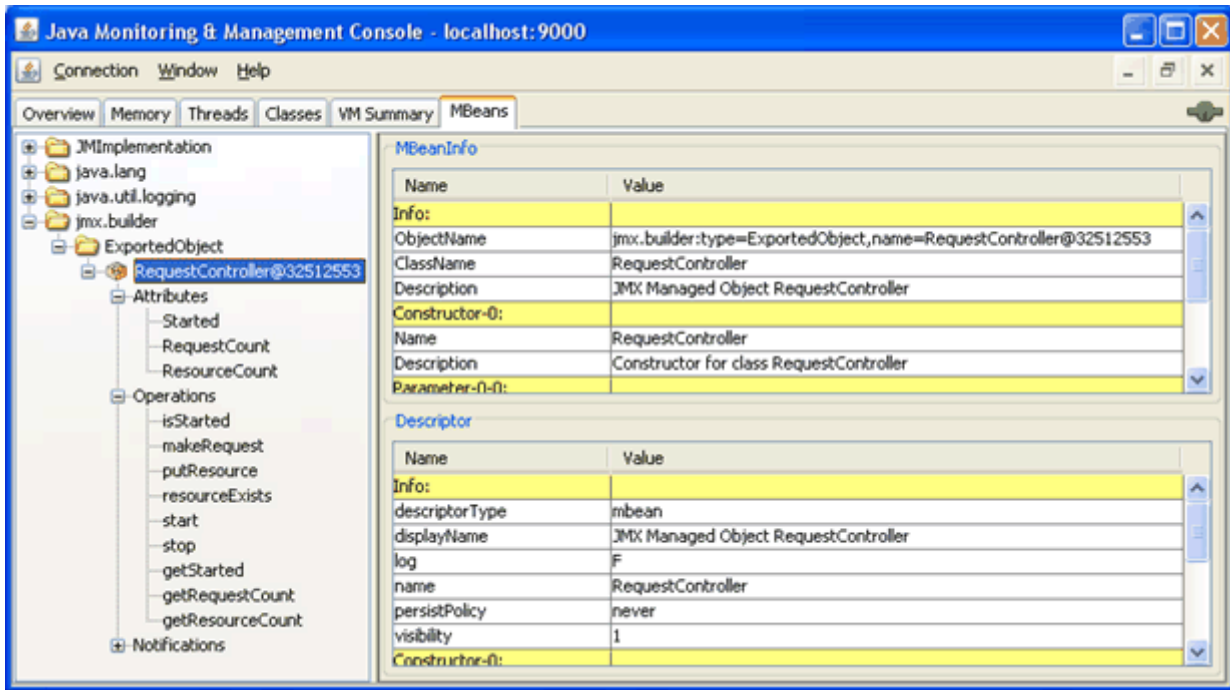 Java Monitoring & Management Console - localhost:9000
Connection Window Help
Overview Memory Threads Classes VM Summary MBeans
JMImplementation
java.lang
java.util.logging
jmx.builder
ExportedObject
RequestController@32512553
Attributes
Started
RequestCount
ResourceCount
Operations
isStarted
makeRequest
putResource
resourceExists
start
stop
getStarted
getRequestCount
getResourceCount
Notifications
MBeanInfo
Name Value
Info:
ObjectName jmx.builder:type=ExportedObject,name=RequestController@32512553
ClassName RequestController
Description JMX Managed Object RequestController
Constructor-0:
Name RequestController
Description Constructor for class RequestController
Parameter-0-0:
Descriptor
Name Value
Info:
descriptorType mbean
displayName JMX Managed Object RequestController
log F
name RequestController
persistPolicy never
visibility 1
Constructor-0: